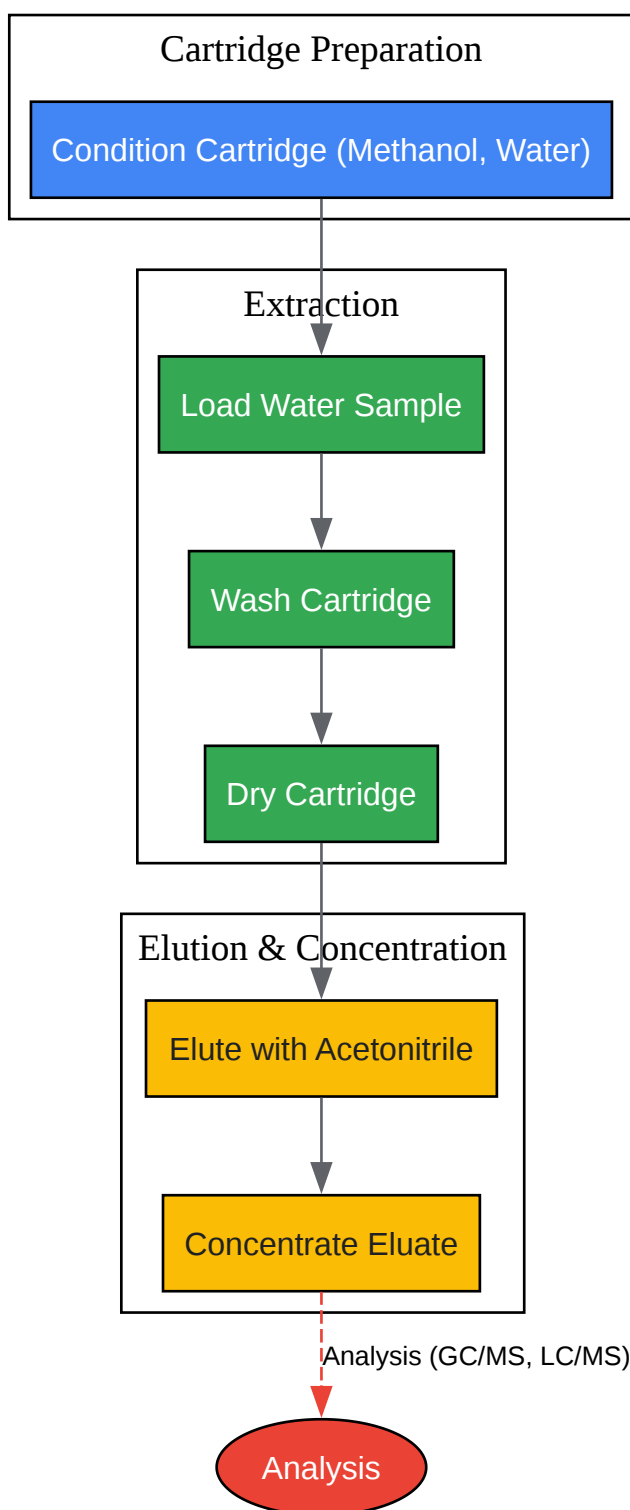 Cartridge Preparation
Condition Cartridge (Methanol, Water)
Extraction
Load Water Sample
Wash Cartridge
Dry Cartridge
Elution & Concentration
Elute with Acetonitrile
Concentrate Eluate
Analysis (GC/MS, LC/MS)
Analysis